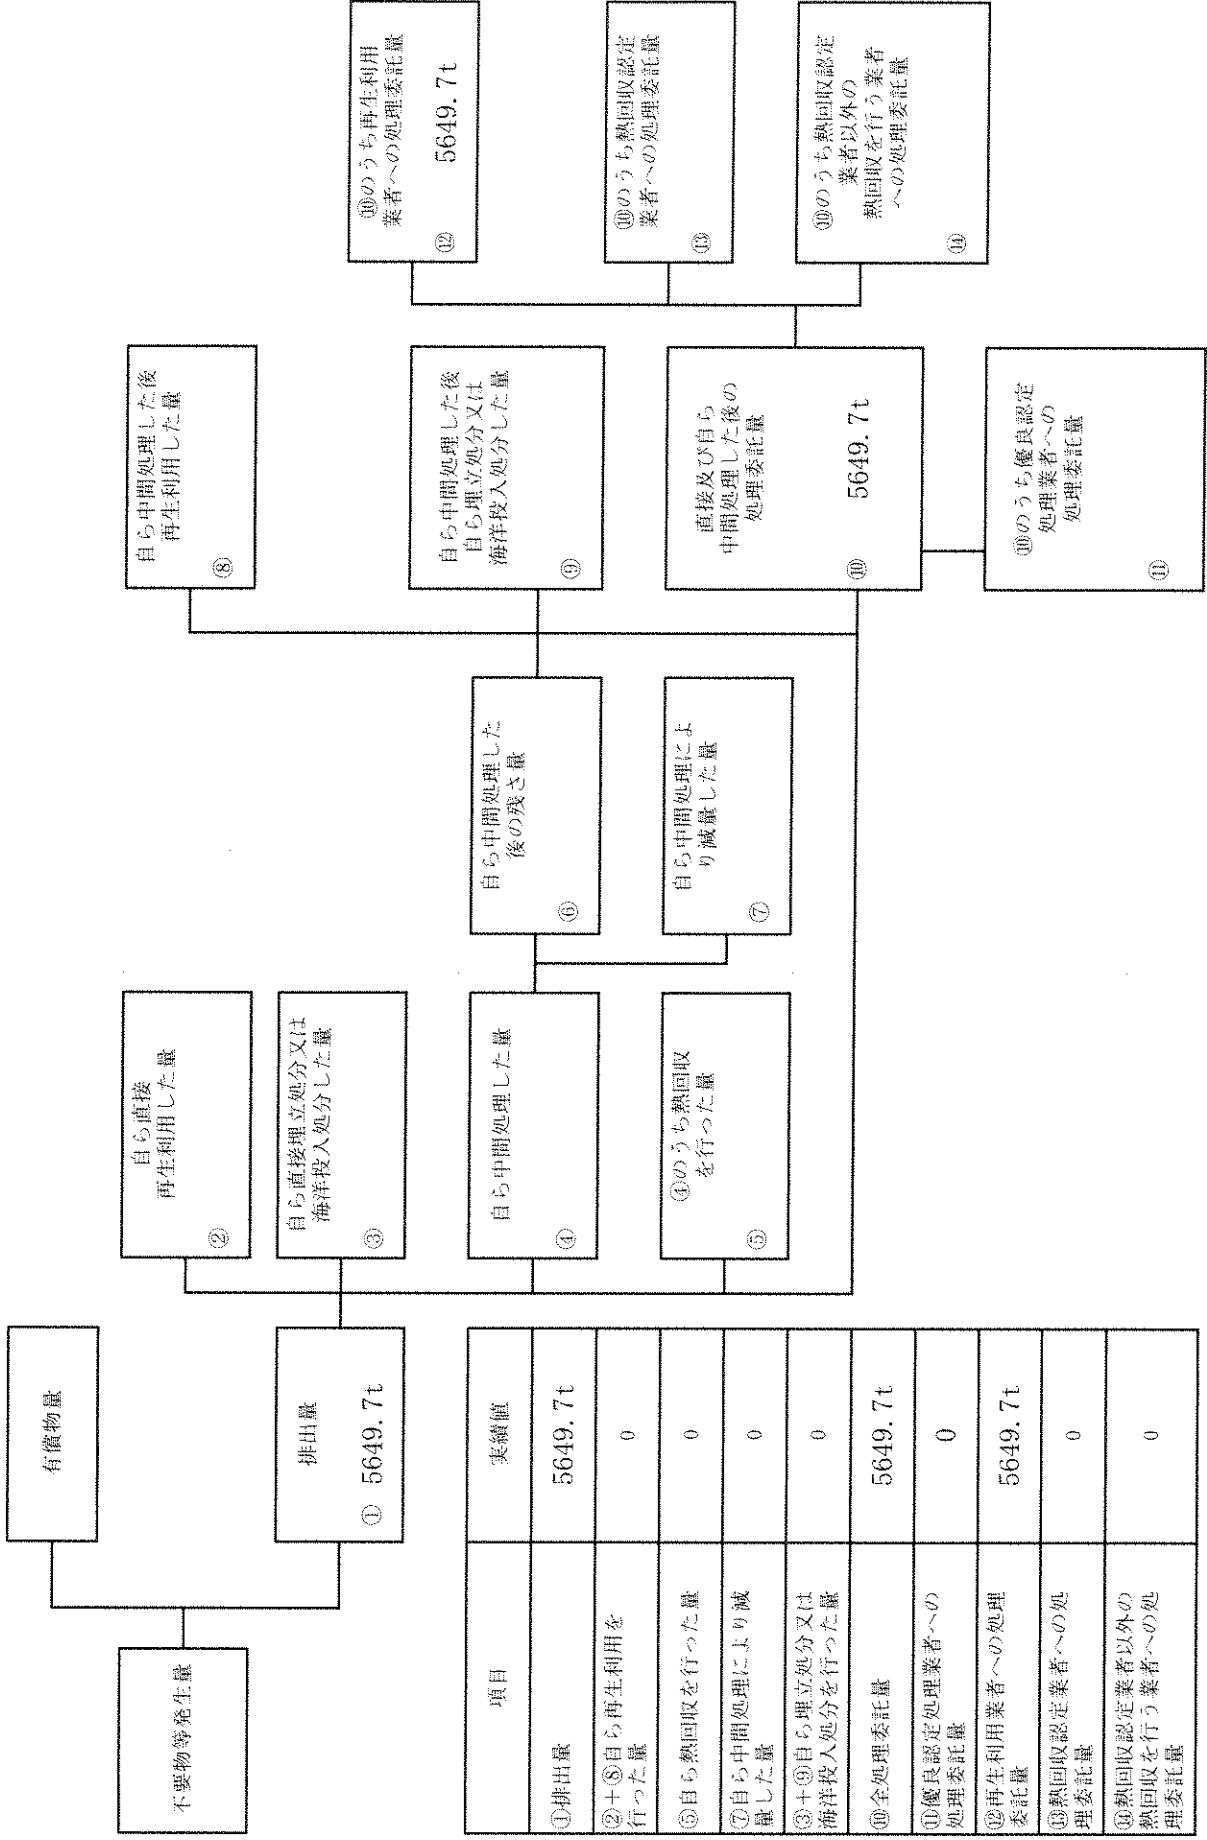 不要物等発生量
有償物量
排出量
① 5649.7t
自ら直接
再生利用した量
②
自ら直接埋立処分又は
海洋投入処分した量
③
自ら中間処理した量
④
④のうち熱回収
を行った量
⑤
自ら中間処理した
後の残さ量
⑥
自ら中間処理によ
り減量した量
⑦
自ら中間処理した後
再生利用した量
⑧
自ら中間処理した後
自ら埋立処分又は
海洋投入処分した量
⑨
直接及び自ら
中間処理した後の
処理委託量
⑩ 5649.7t
⑩のうち優良認定
処理業者への
処理委託量
⑪
⑩のうち再生利用
業者への処理委託量
⑫ 5649.7t
⑩のうち熱回収認定
業者への処理委託量
⑬
⑩のうち熱回収認定
業者以外の
熱回収を行う業者
への処理委託量
⑭
項目 実績値
①排出量 5649.7t
②＋⑧自ら再生利用を
行った量 0
⑤自ら熱回収を行った量 0
⑦自ら中間処理により減
量した量 0
③＋⑨自ら埋立処分又は
海洋投入処分を行った量 0
⑩全処理委託量 5649.7t
⑪優良認定処理業者への
処理委託量 0
⑫再生利用業者への処理
委託量 5649.7t
⑬熱回収認定業者への処
理委託量 0
⑭熱回収認定業者以外の
熱回収を行う業者への処
理委託量 0